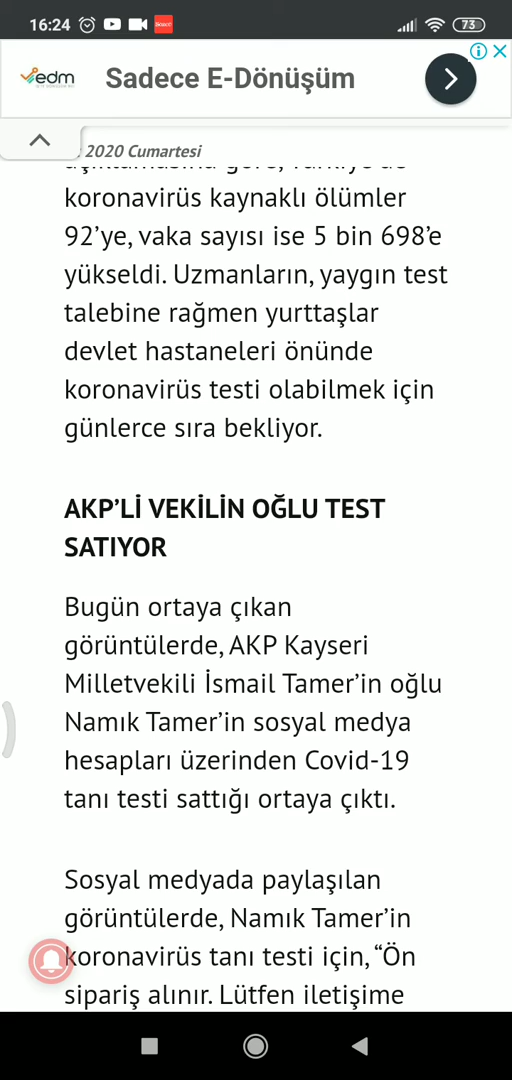 16:24
73
edm
Sadece E-Dönüşüm
2020 Cumartesi
koronavirüs kaynaklı ölümler
92’ye, vaka sayısı ise 5 bin 698’e
yükseldi. Uzmanların, yaygın test
talebine rağmen yurttaşlar
devlet hastaneleri önünde
koronavirüs testi olabilmek için
günlerce sıra bekliyor.
AKP’Lİ VEKİLİN OĞLU TEST
SATIYOR
Bugün ortaya çıkan
görüntülerde, AKP Kayseri
Milletvekili İsmail Tamer’in oğlu
Namık Tamer’in sosyal medya
hesapları üzerinden Covid-19
tanı testi sattığı ortaya çıktı.
Sosyal medyada paylaşılan
görüntülerde, Namık Tamer’in
koronavirüs tanı testi için, “Ön
sipariş alınır. Lütfen iletişime